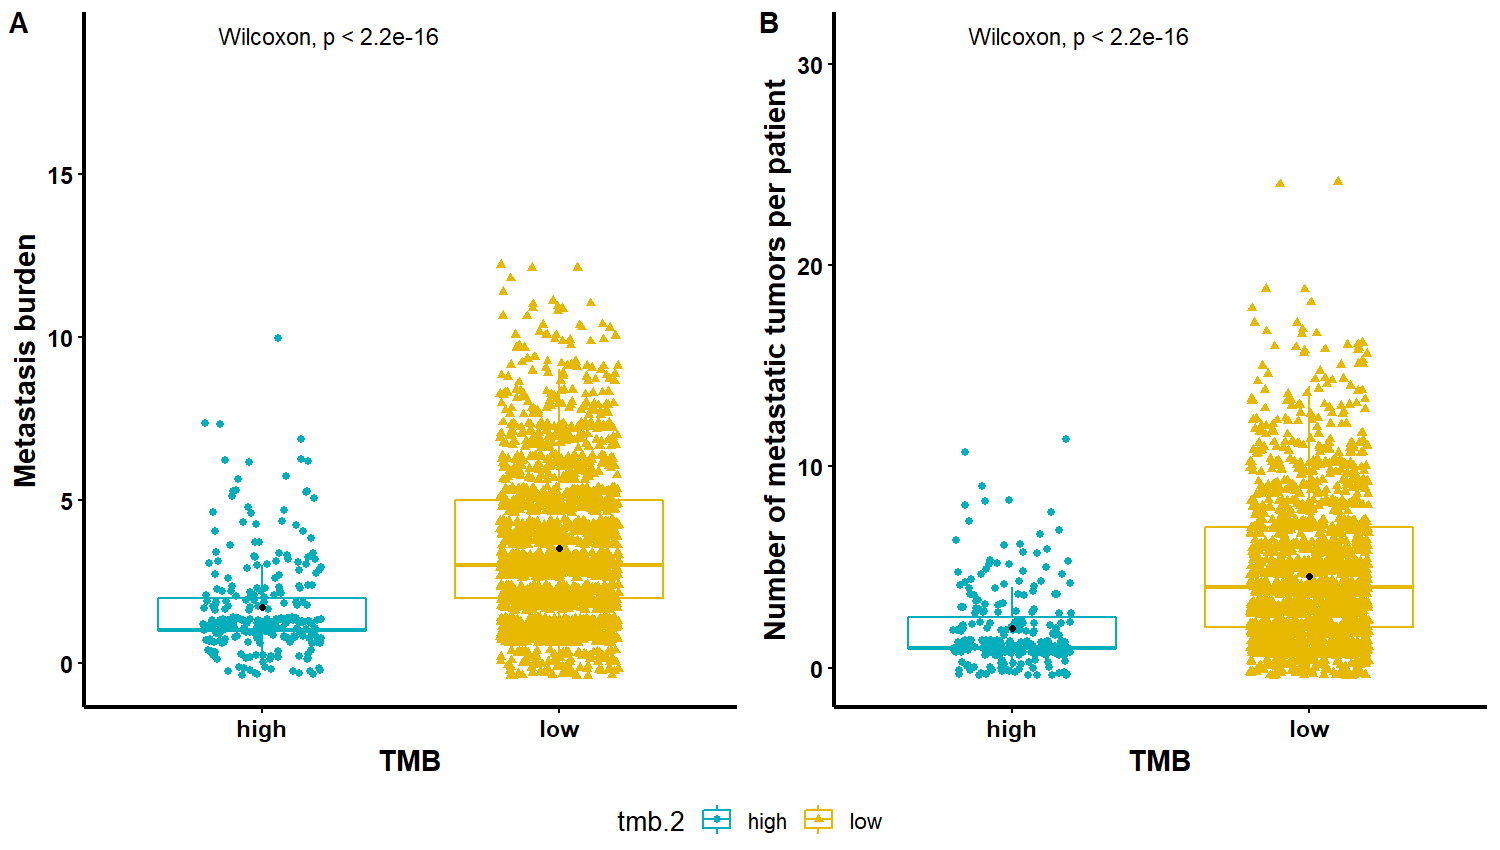 A
Wilcoxon, p < 2.2e-16
Metastasis burden
15
10
5
0
high
low
TMB
B
Wilcoxon, p < 2.2e-16
Number of metastatic tumors per patient
30
20
10
0
high
low
TMB
tmb.2
high
low